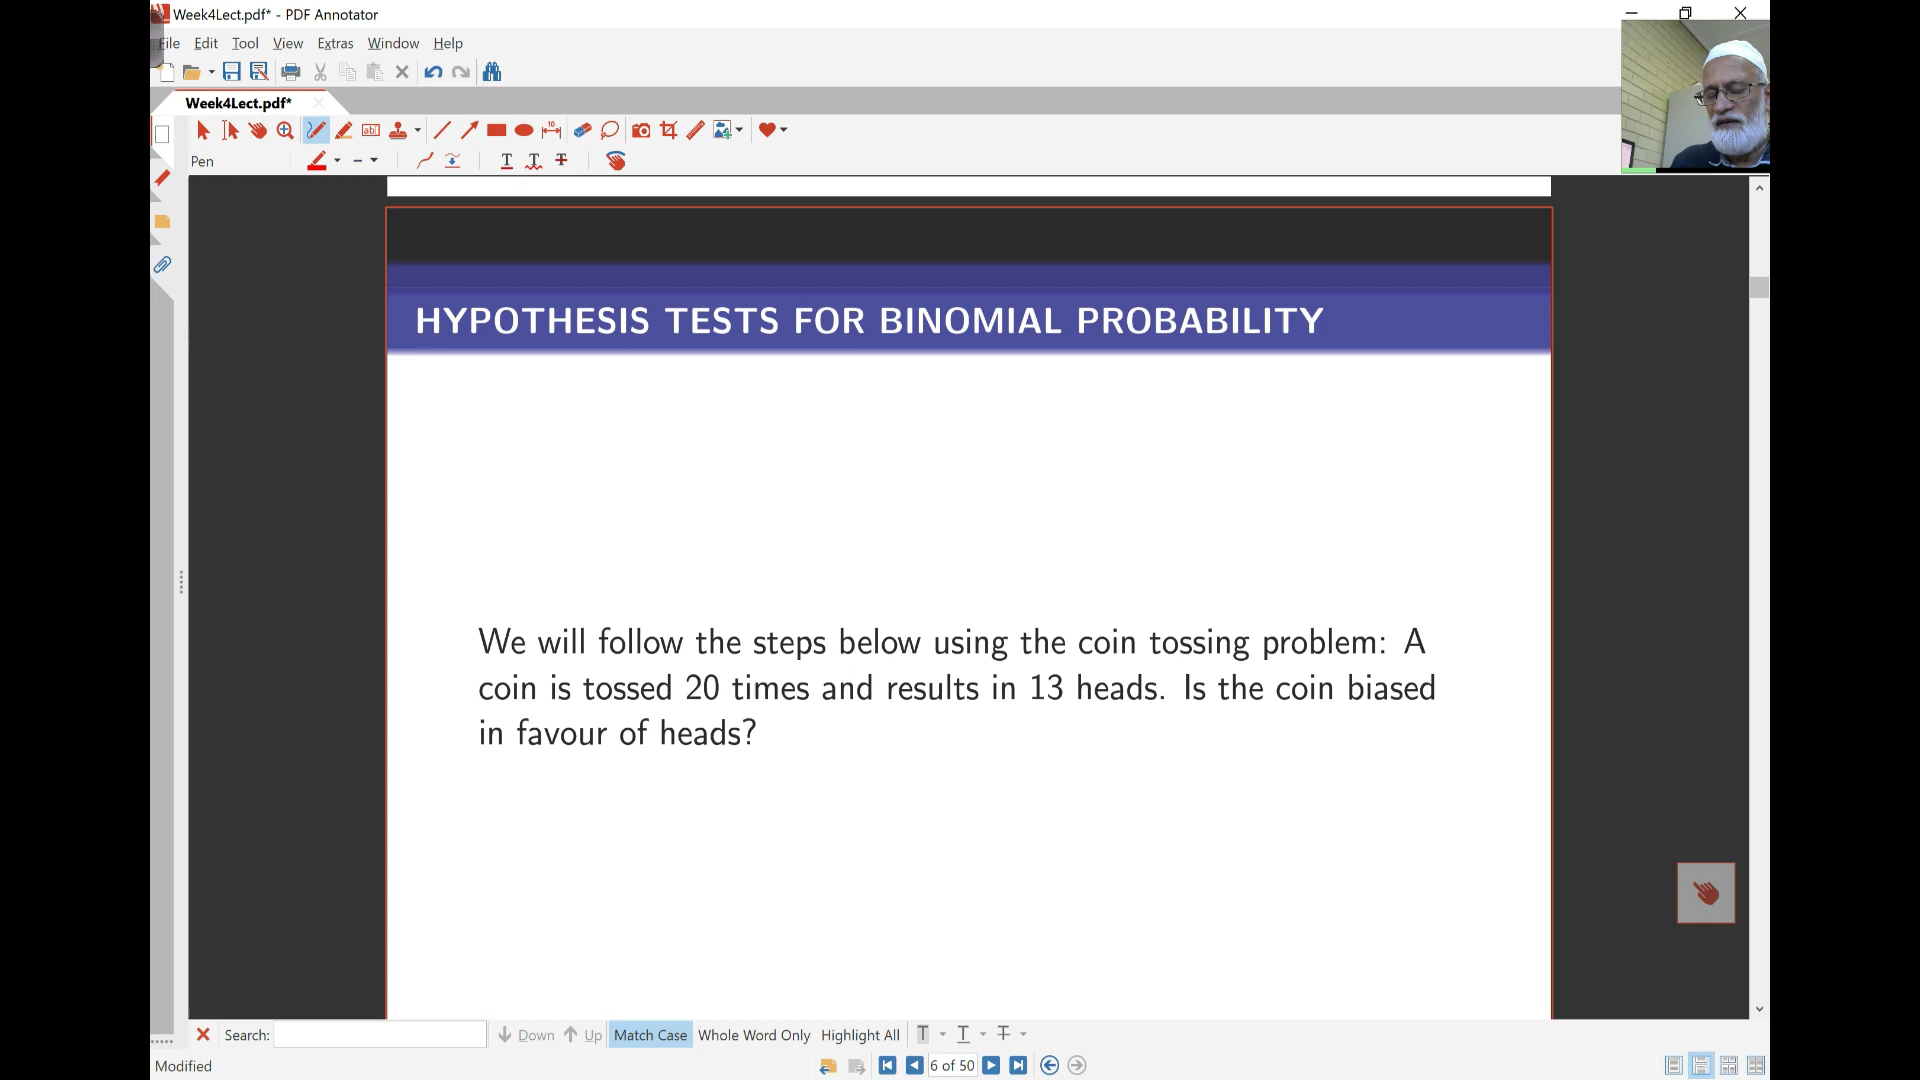 Week4Lect.pdf* - PDF Annotator
File Edit Tool View Extras Window Help
Week4Lect.pdf*
Pen
HYPOTHESIS TESTS FOR BINOMIAL PROBABILITY
We will follow the steps below using the coin tossing problem: A
coin is tossed 20 times and results in 13 heads. Is the coin biased
in favour of heads?
Search: Down Up Match Case Whole Word Only Highlight All
Modified 6 of 50